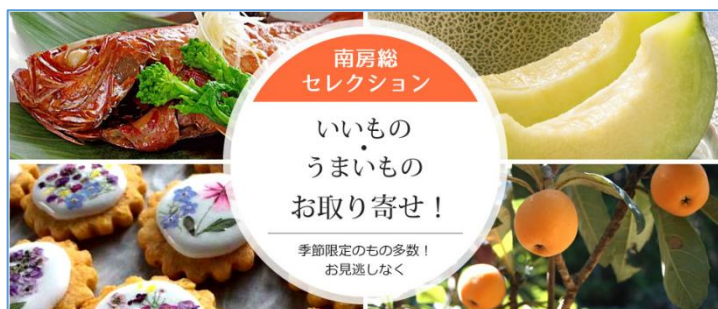 南房総
セレクション
いいもの
・
うまいもの
お取り寄せ！
季節限定のもの多数！
お見逃しなく